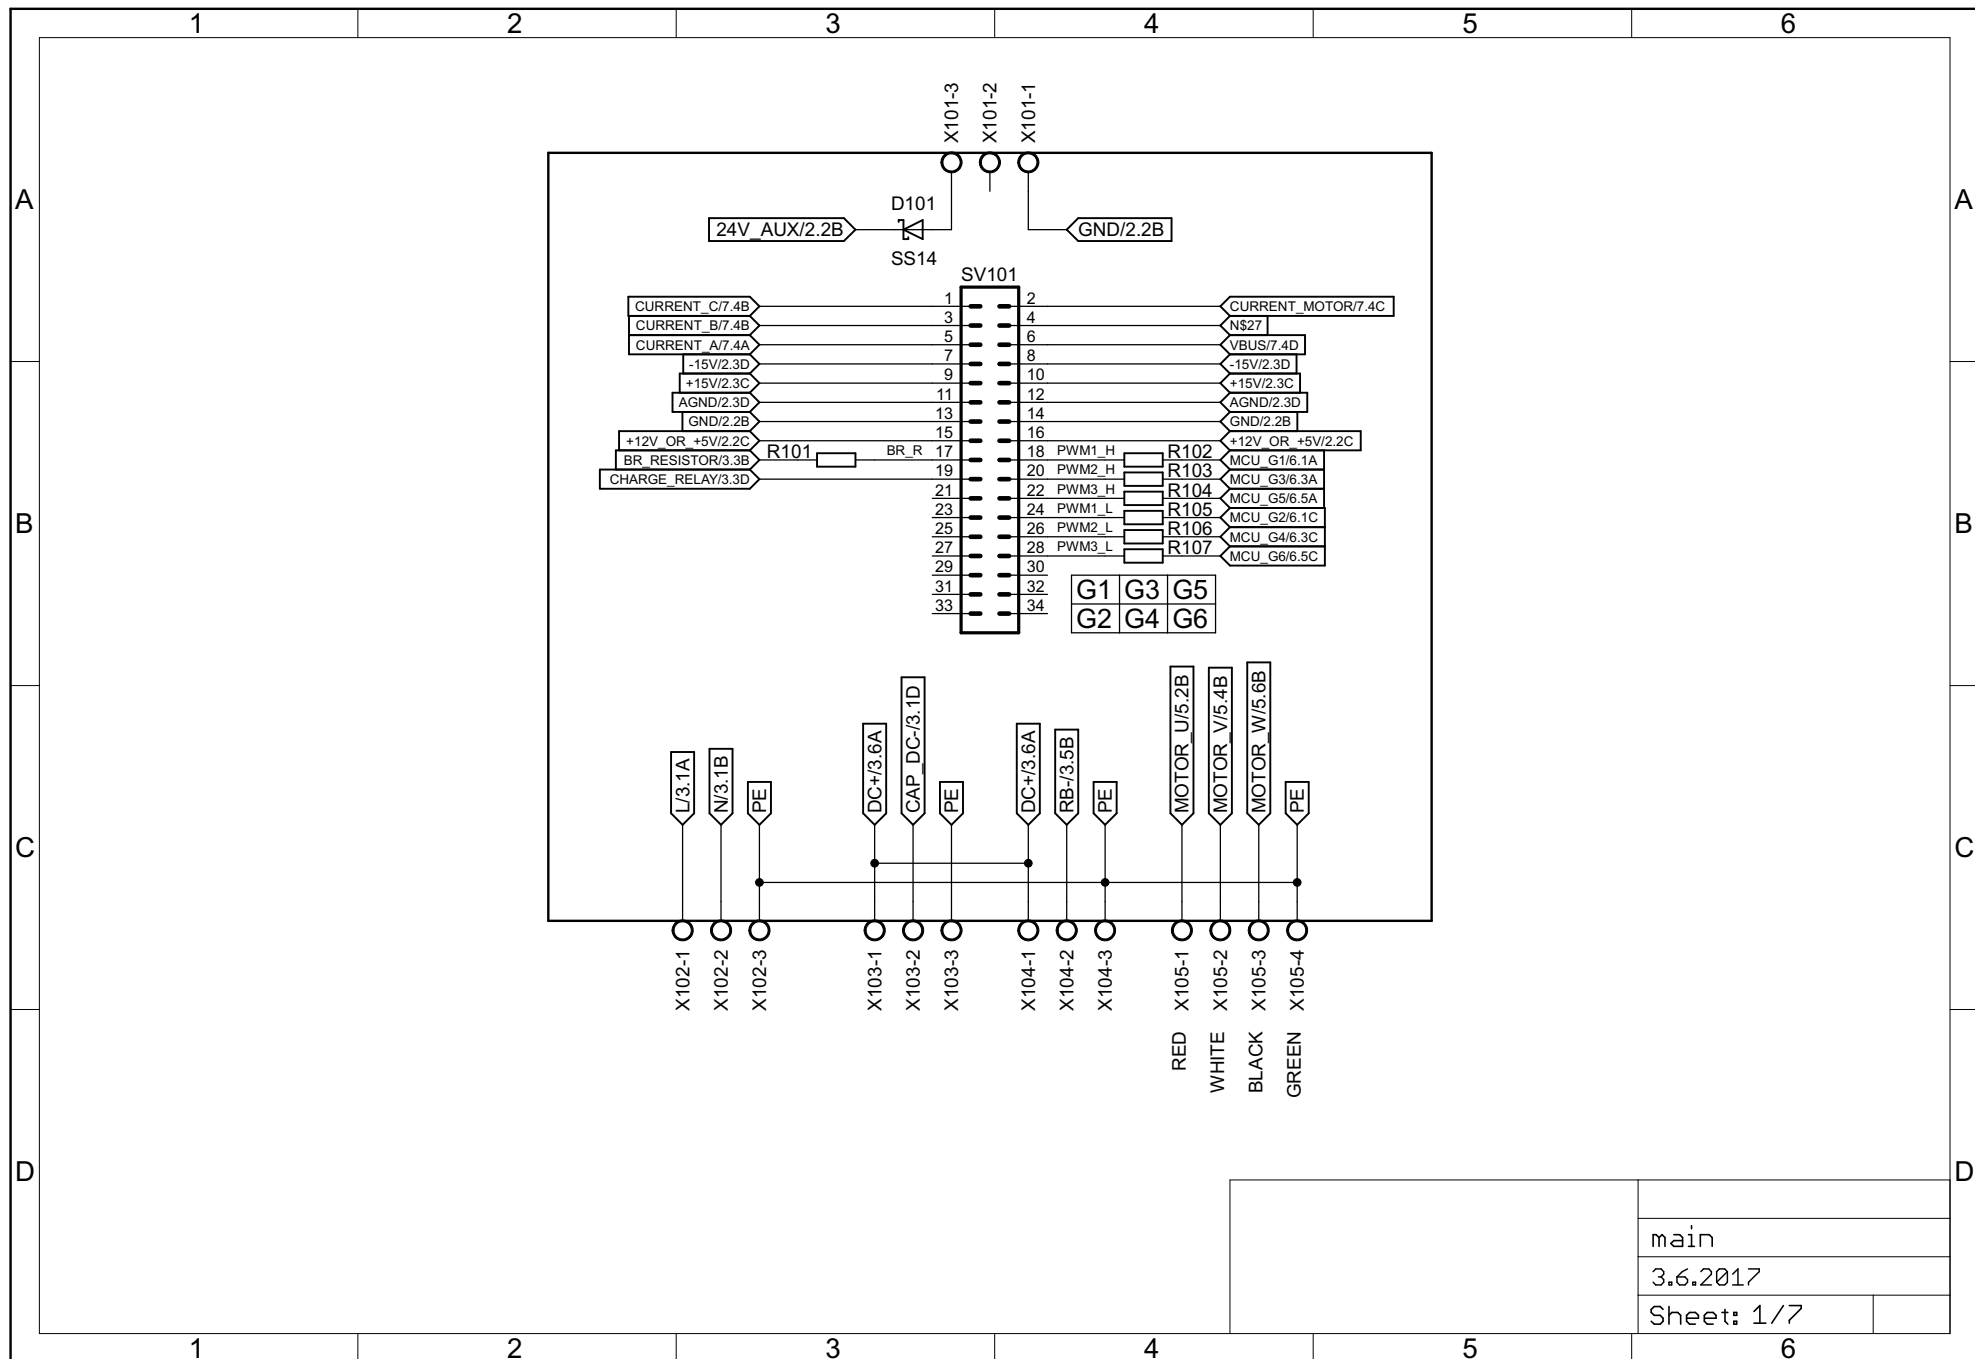 1 2 3 4 5 6
X101-3 X101-2 X101-1
A A
D101
24V_AUX/2.2B GND/2.2B
SS14
SV101
CURRENT_C/7.4B 1 2 CURRENT_MOTOR/7.4C
CURRENT_B/7.4B 3 4 N$27
CURRENT_A/7.4A 5 6 VBUS/7.4D
-15V/2.3D 7 8 -15V/2.3D
+15V/2.3C 9 10 +15V/2.3C
AGND/2.3D 11 12 AGND/2.3D
GND/2.2B 13 14 GND/2.2B
+12V_OR_+5V/2.2C 15 16 +12V_OR_+5V/2.2C
BR_RESISTOR/3.3B R101 BR_R 17 18 PWM1_H R102 MCU_G1/6.1A
CHARGE_RELAY/3.3D 19 20 PWM2_H R103 MCU_G3/6.3A
21 22 PWM3_H R104 MCU_G5/6.5A
23 24 PWM1_L R105 MCU_G2/6.1C
B B
25 26 PWM2_L R106 MCU_G4/6.3C
27 28 PWM3_L R107 MCU_G6/6.5C
29 30
31 32
33 34
G1 G3 G5
G2 G4 G6
L/3.1A N/3.1B PE DC+/3.6A CAP_DC-/3.1D PE DC+/3.6A RB-/3.5B PE MOTOR_U/5.2B MOTOR_V/5.4B MOTOR_W/5.6B PE
C C
X102-1 X102-2 X102-3 X103-1 X103-2 X103-3 X104-1 X104-2 X104-3 X105-1 X105-2 X105-3 X105-4
RED WHITE BLACK GREEN
D D
main
3.6.2017
Sheet: 1/7
1 2 3 4 5 6